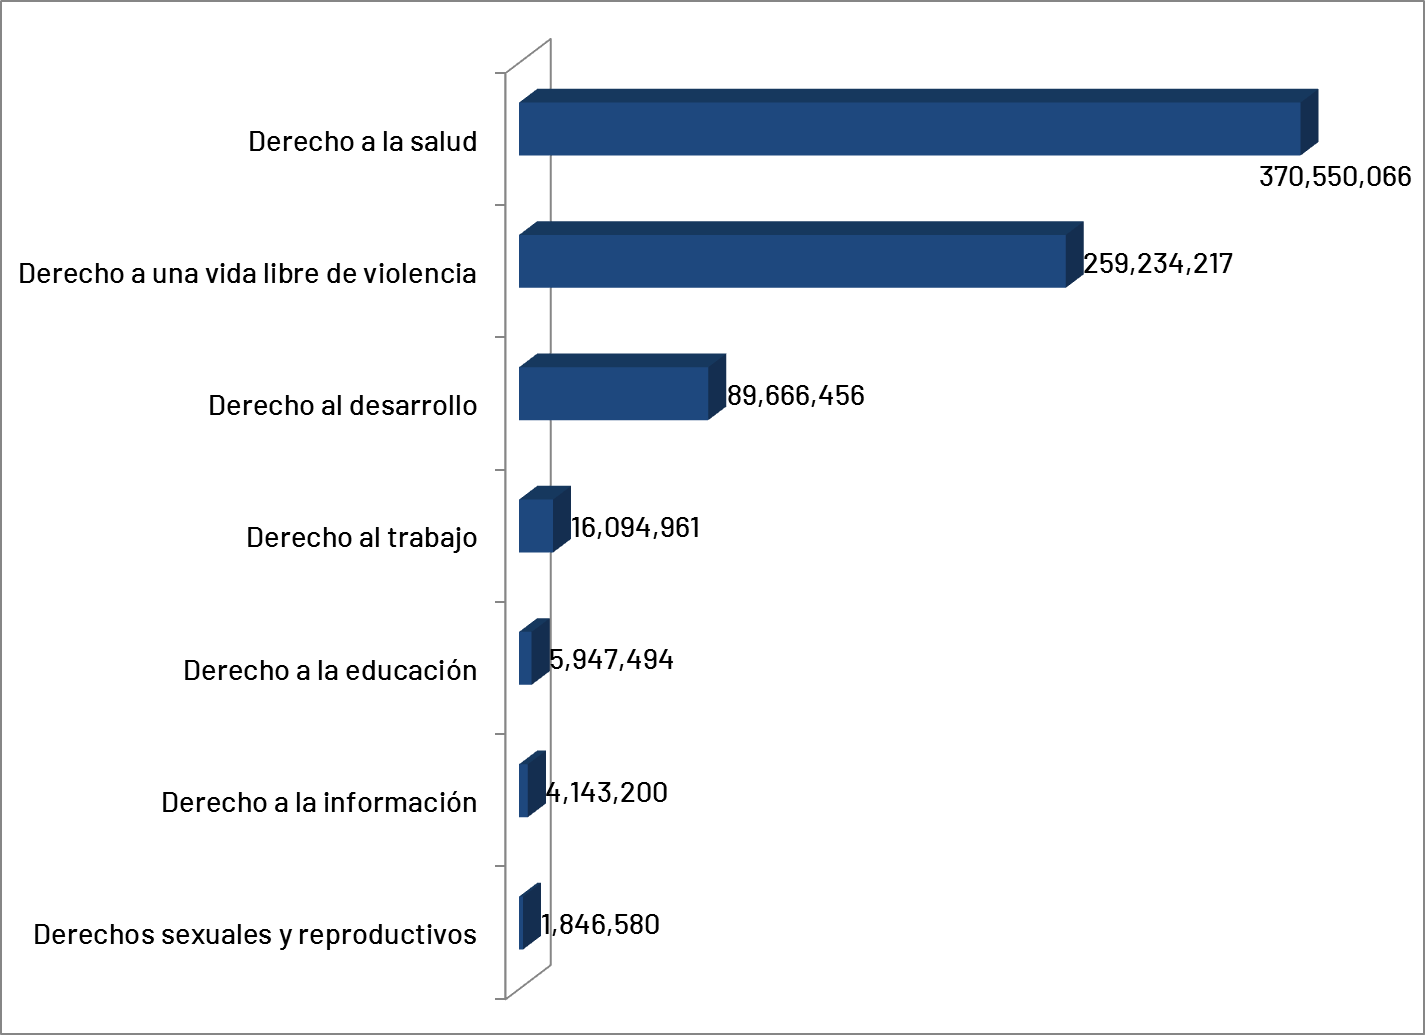 Derecho a la salud
370,550,066
Derecho a una vida libre de violencia
259,234,217
Derecho al desarrollo
89,666,456
Derecho al trabajo
16,094,961
Derecho a la educación
5,947,494
Derecho a la información
4,143,200
Derechos sexuales y reproductivos
1,846,580